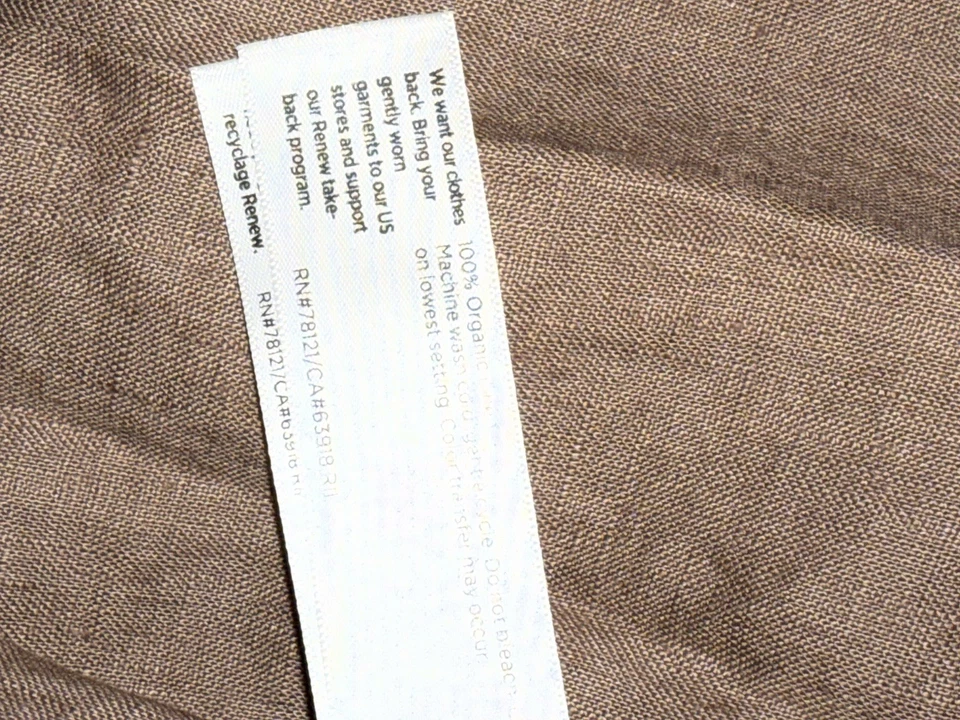 We want our clothes
back. Bring your
gently worn
garments to our US
stores and support
our Renew take-
back program.
100% Organic
Machine wash cold gentle cycle. Do not bleach.
on lowest setting. Color transfer may occur.
RN#78121/CA#63918
recyclage Renew.
RN#78121/CA#63918